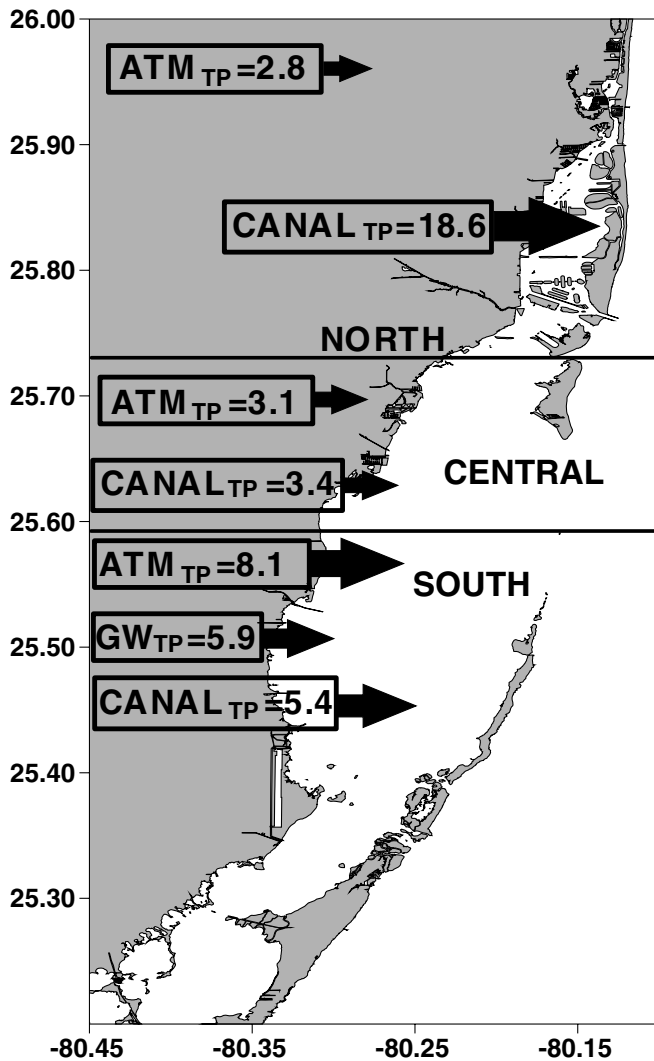 26.00
ATM TP=2.8
25.90
CANAL TP=18.6
25.80
NORTH
25.70
ATM TP=3.1
CENTRAL
CANAL TP=3.4
25.60
ATM TP=8.1
SOUTH
25.50
GW TP=5.9
CANAL TP=5.4
25.40
25.30
-80.45 -80.35 -80.25 -80.15